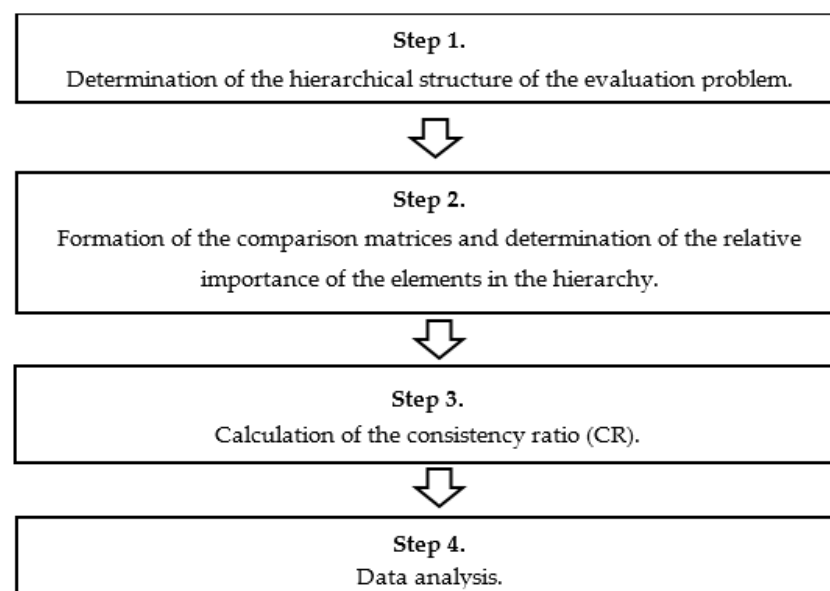 Step 1.
Determination of the hierarchical structure of the evaluation problem.
Step 2.
Formation of the comparison matrices and determination of the relative
importance of the elements in the hierarchy.
Step 3.
Calculation of the consistency ratio (CR).
Step 4.
Data analysis.